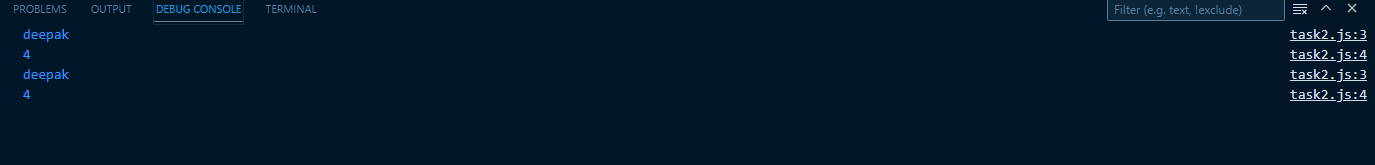 PROBLEMS OUTPUT DEBUG CONSOLE TERMINAL Filter (e.g. text, !exclude)
deepak task2.js:3
4 task2.js:4
deepak task2.js:3
4 task2.js:4